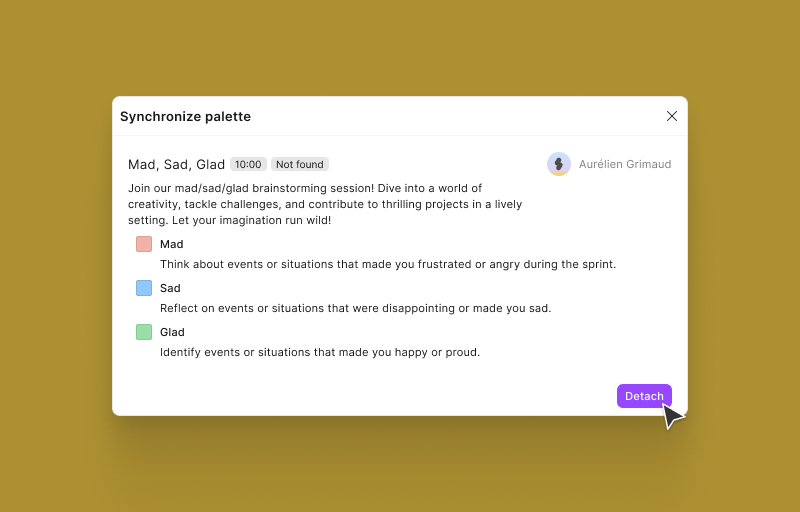 Synchronize palette
Mad, Sad, Glad 10:00 Not found
Aurélien Grimaud
Join our mad/sad/glad brainstorming session! Dive into a world of
creativity, tackle challenges, and contribute to thrilling projects in a lively
setting. Let your imagination run wild!
Mad
Think about events or situations that made you frustrated or angry during the sprint.
Sad
Reflect on events or situations that were disappointing or made you sad.
Glad
Identify events or situations that made you happy or proud.
Detach